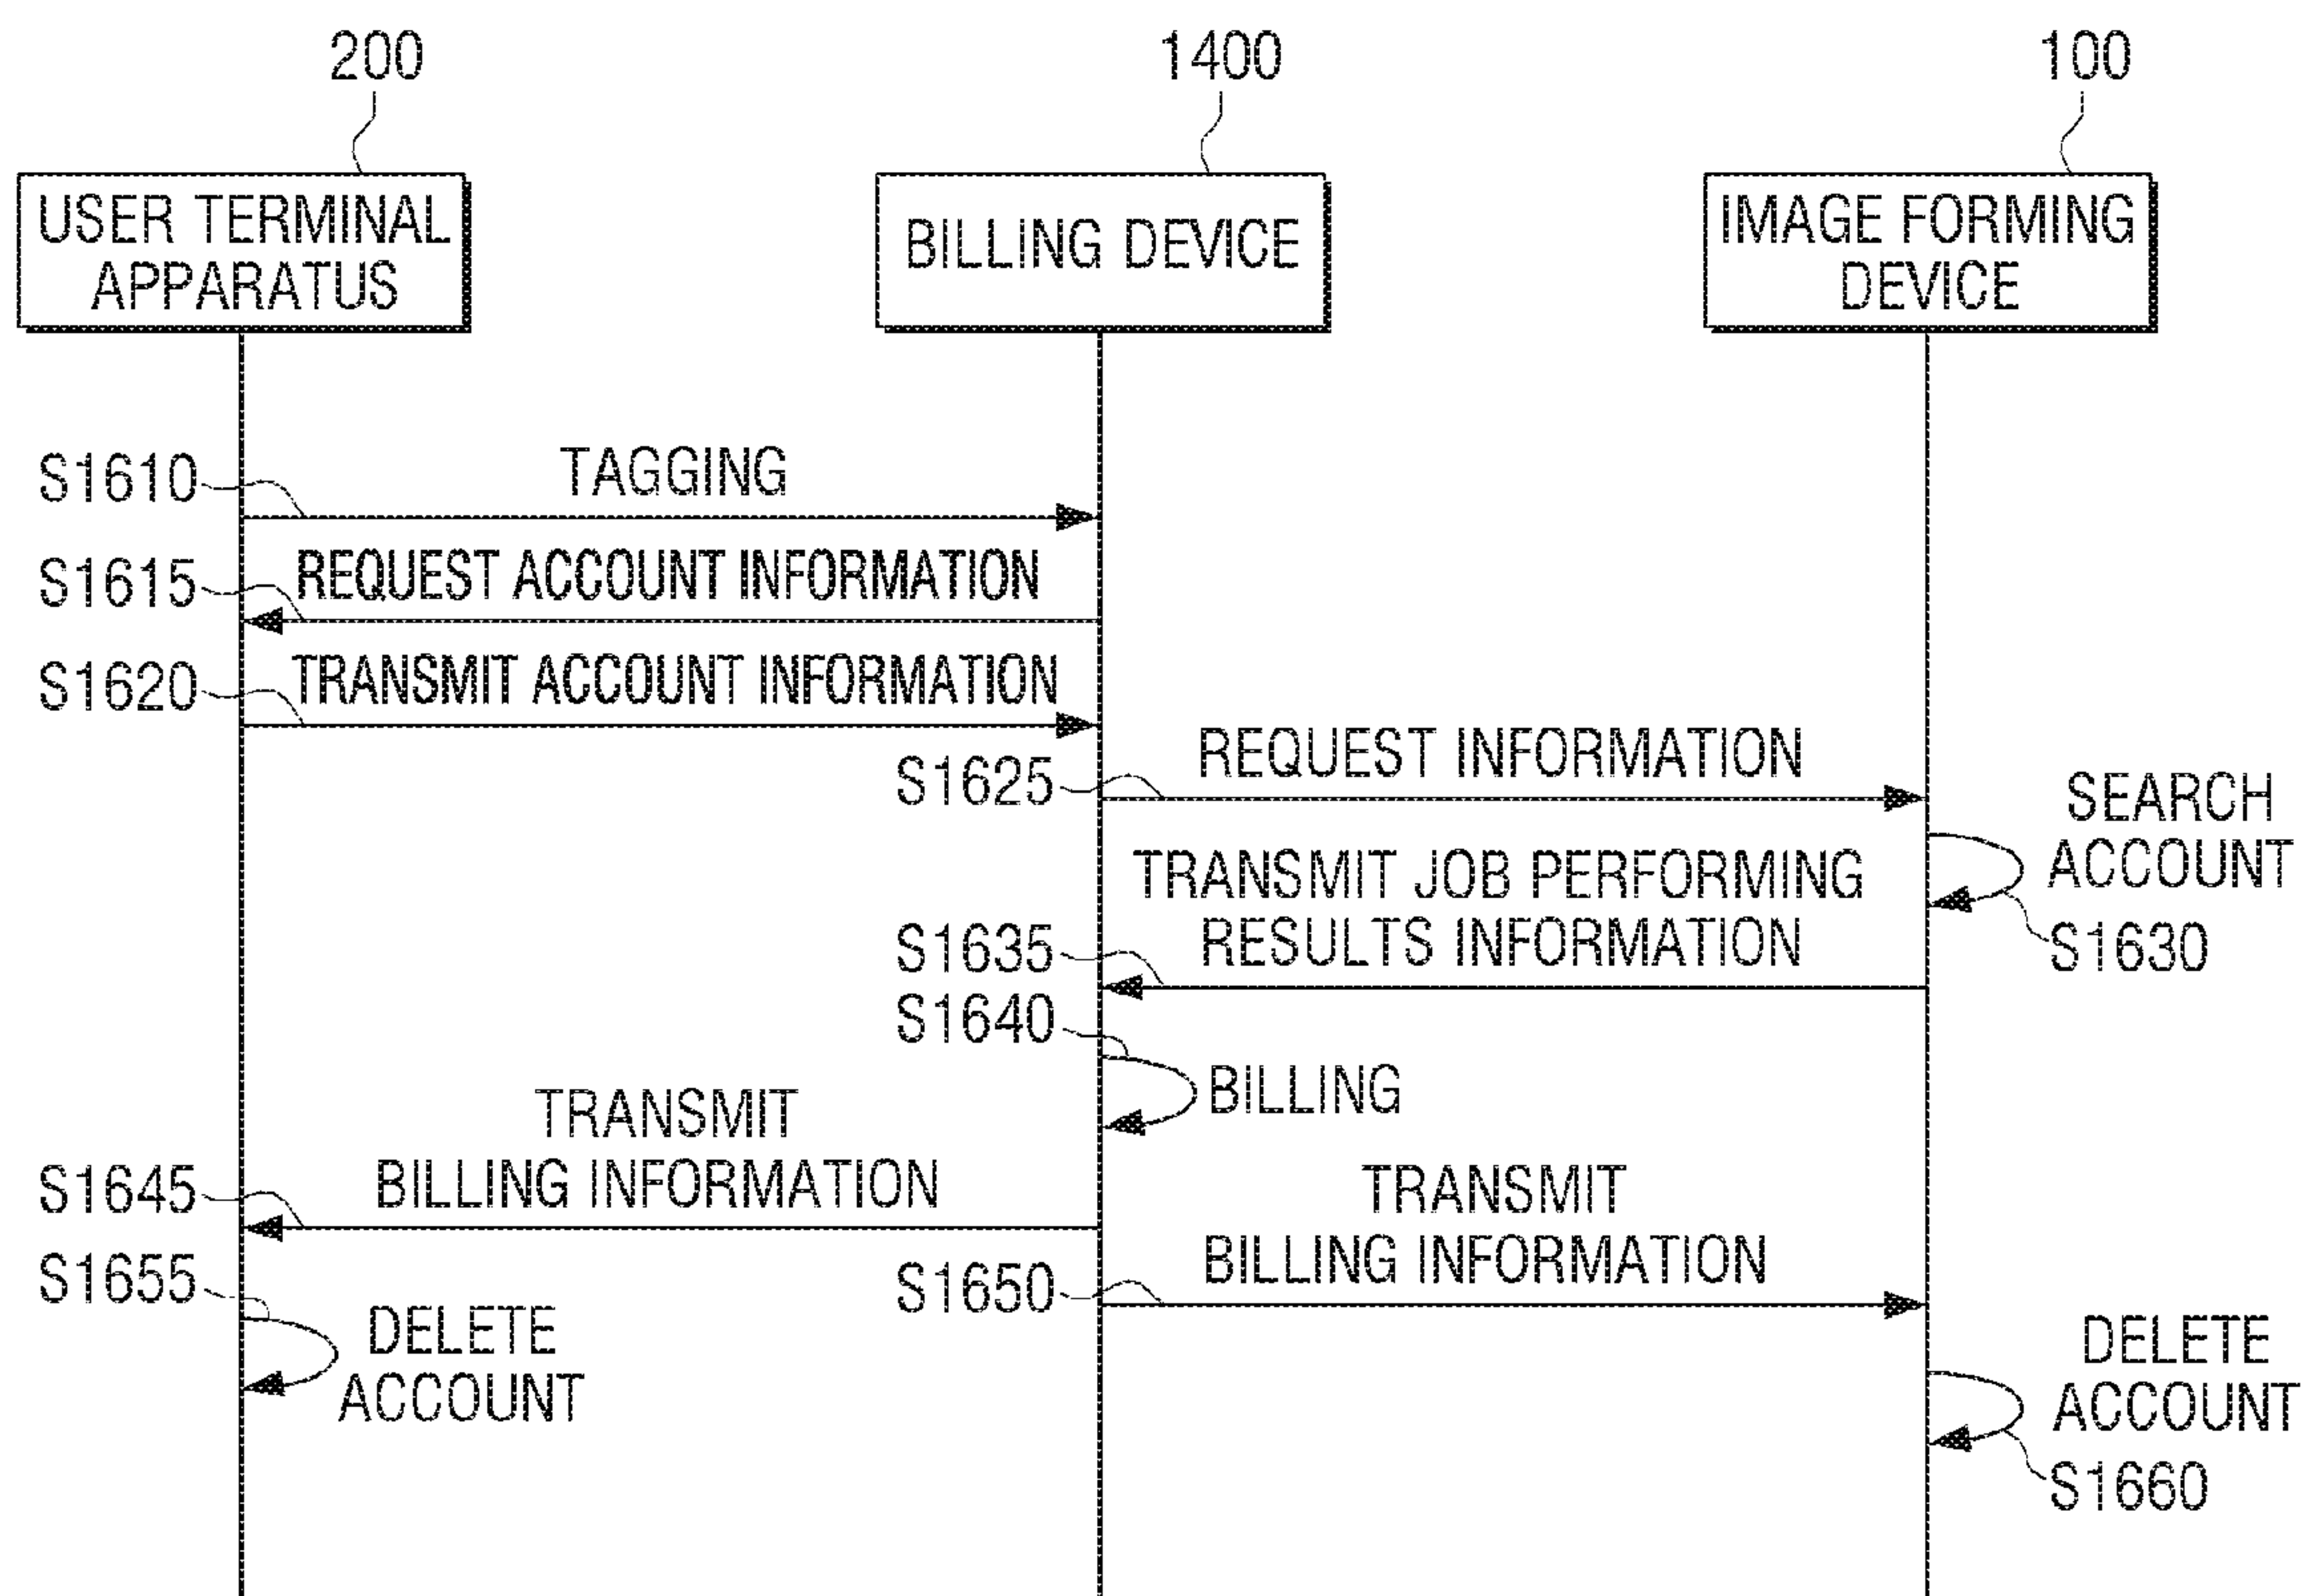 200
1400
100
USER TERMINAL
APPARATUS
BILLING DEVICE
IMAGE FORMING
DEVICE
S1610
TAGGING
S1615
REQUEST ACCOUNT INFORMATION
S1620
TRANSMIT ACCOUNT INFORMATION
S1625
REQUEST INFORMATION
SEARCH
ACCOUNT
S1630
TRANSMIT JOB PERFORMING
RESULTS INFORMATION
S1635
S1640
BILLING
TRANSMIT
BILLING INFORMATION
S1645
TRANSMIT
BILLING INFORMATION
S1650
S1655
DELETE
ACCOUNT
DELETE
ACCOUNT
S1660